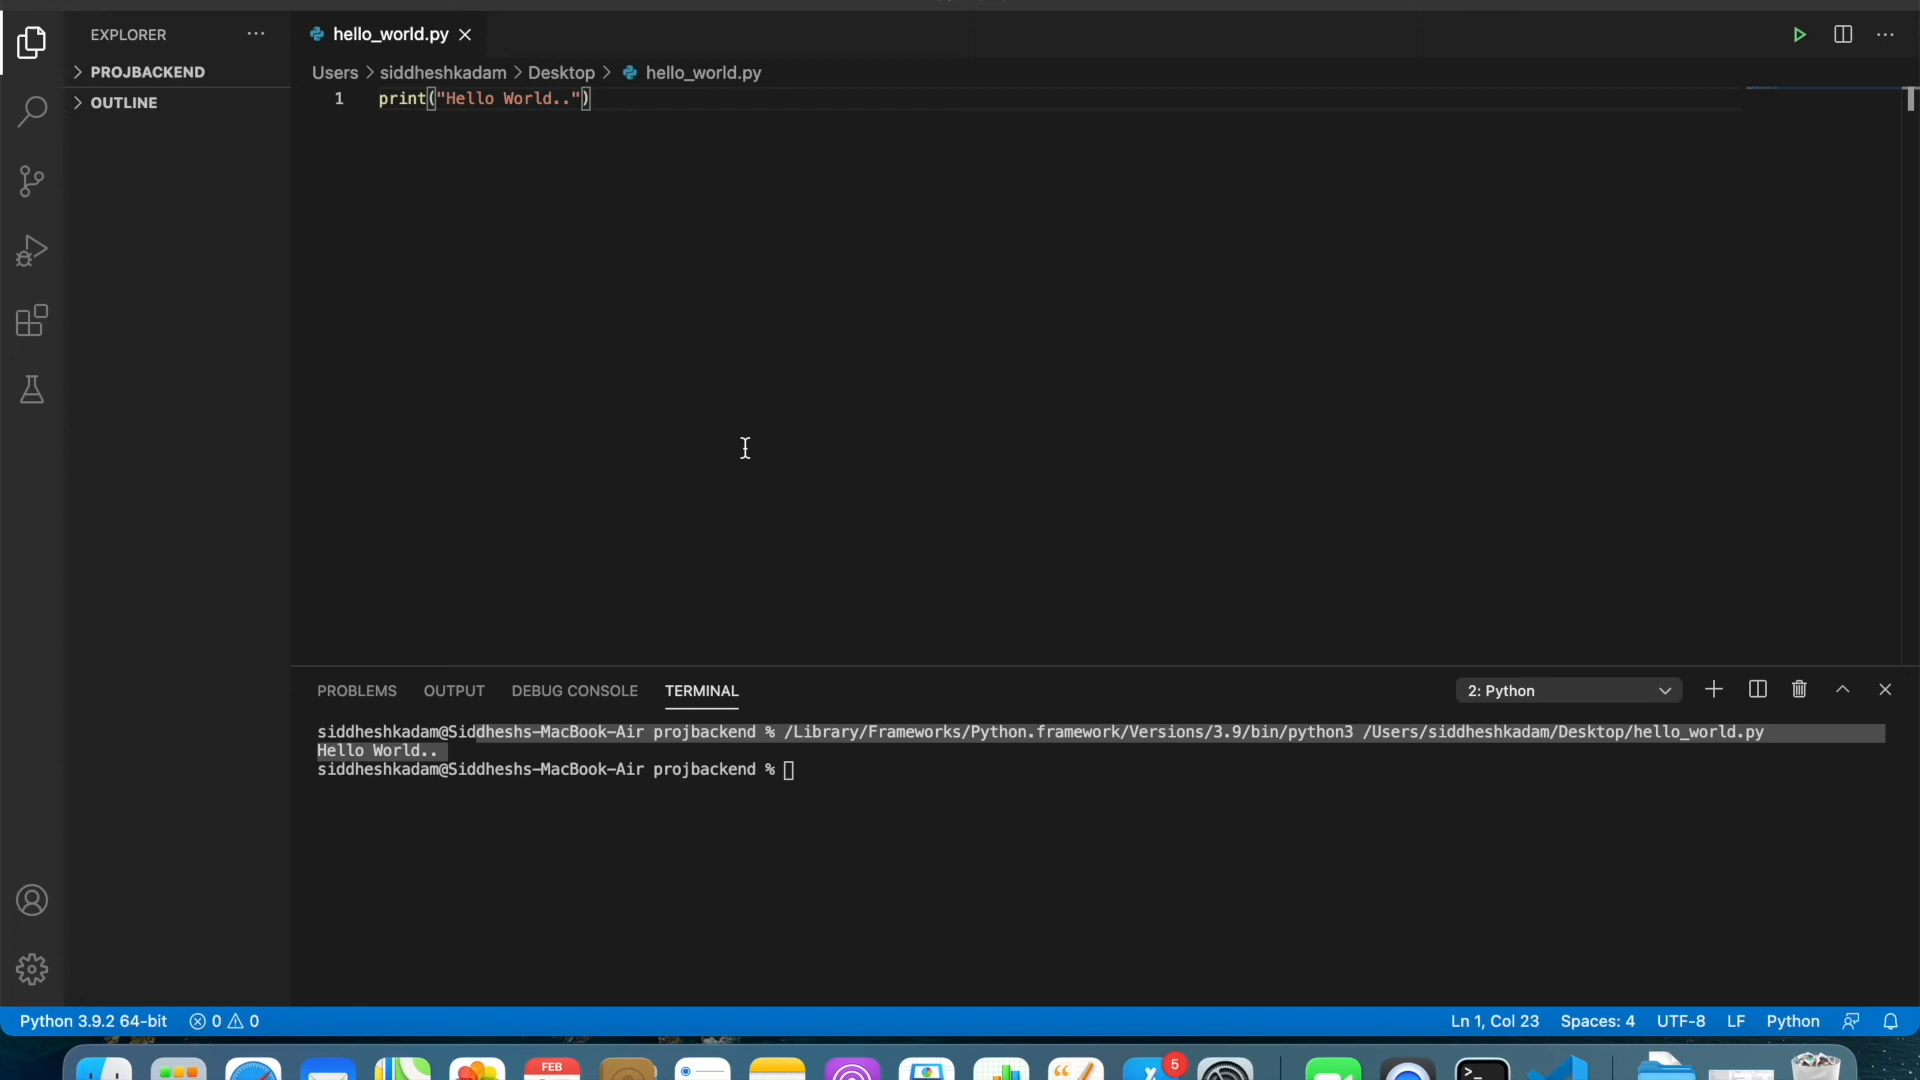 EXPLORER
hello_world.py
PROJBACKEND
OUTLINE
Users > siddheshkadam > Desktop > hello_world.py
1 print("Hello World..")
PROBLEMS OUTPUT DEBUG CONSOLE TERMINAL 2: Python
siddheshkadam@Siddheshs-MacBook-Air projbackend % /Library/Frameworks/Python.framework/Versions/3.9/bin/python3 /Users/siddheshkadam/Desktop/hello_world.py
Hello World..
siddheshkadam@Siddheshs-MacBook-Air projbackend %
Python 3.9.2 64-bit 0 0 Ln 1, Col 23 Spaces: 4 UTF-8 LF Python
FEB 5